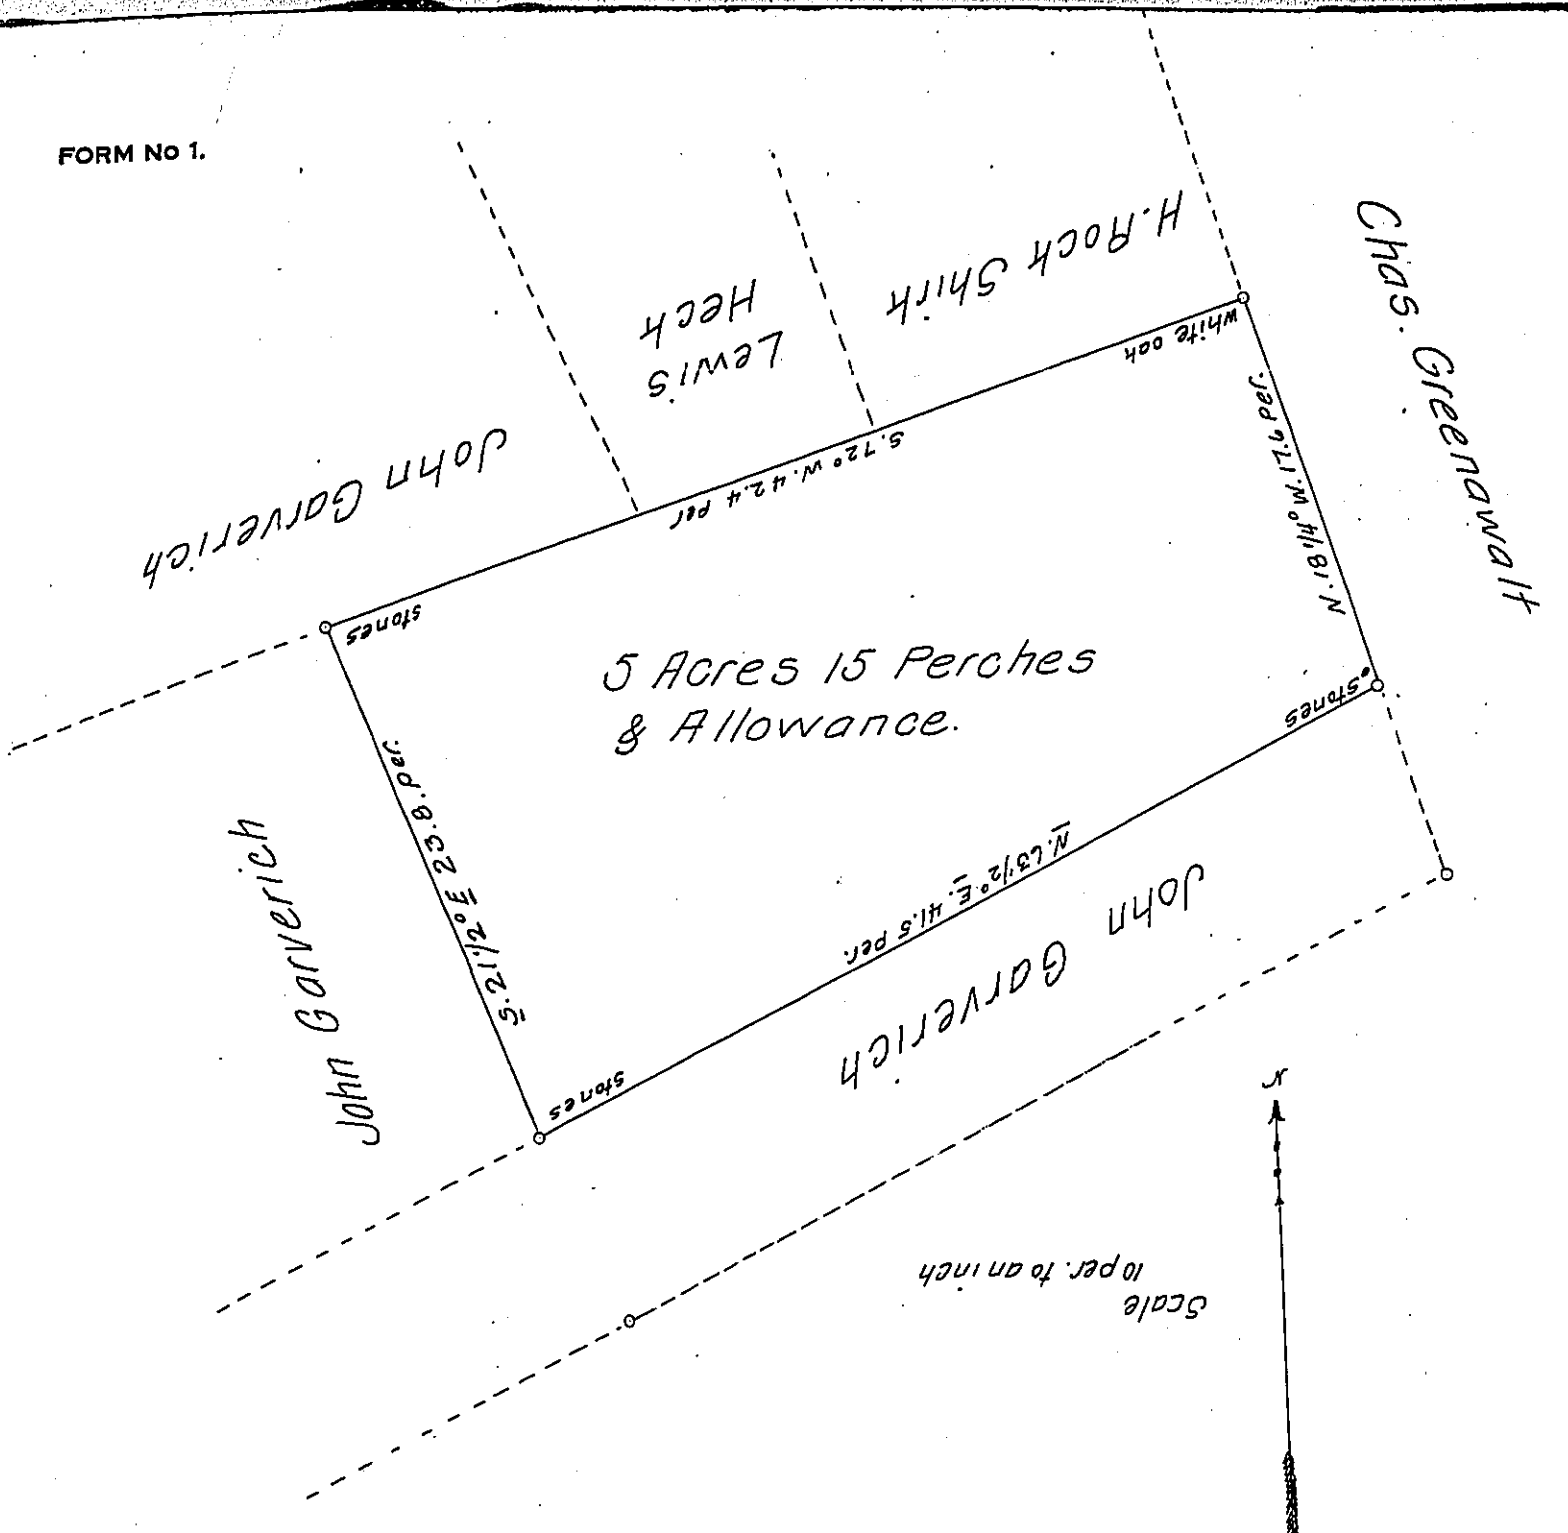 FORM No 1.
Chas. Greenawalt
H. Rock Shirk
Lewis
Heck
John Garverich
white oak
S. 72° W. 42.4 Per
N. 18 1/4° W. 17.6 per.
stones
5 Acres 15 Perches
& Allowance.
Stones
S. 21 1/2° E 23.8. per.
N. 63 1/2° E. 41.5 per.
John Garverich
John Garverich
stones
N
Scale
10 per. to an inch